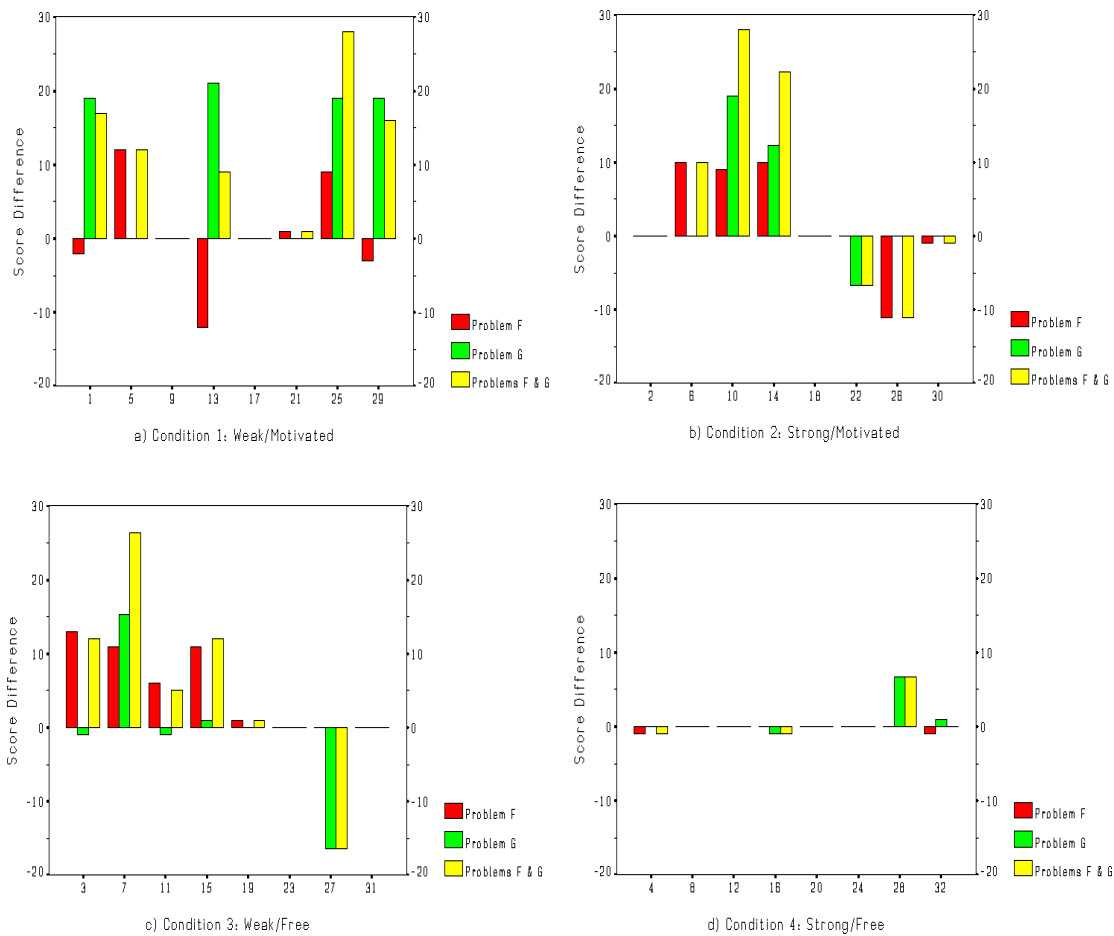 30
20
10
0
-10
-20
30
20
10
0
-10
-20
Score Difference
1 5 9 13 17 21 25 29
Problem F
Problem G
Problems F & G
a) Condition 1: Weak/Motivated
30
20
10
0
-10
-20
30
20
10
0
-10
-20
Score Difference
2 6 10 14 18 22 26 30
Problem F
Problem G
Problems F & G
b) Condition 2: Strong/Motivated
30
20
10
0
-10
-20
30
20
10
0
-10
-20
Score Difference
3 7 11 15 19 23 27 31
Problem F
Problem G
Problems F & G
c) Condition 3: Weak/Free
30
20
10
0
-10
-20
30
20
10
0
-10
-20
Score Difference
4 8 12 16 20 24 28 32
Problem F
Problem G
Problems F & G
d) Condition 4: Strong/Free